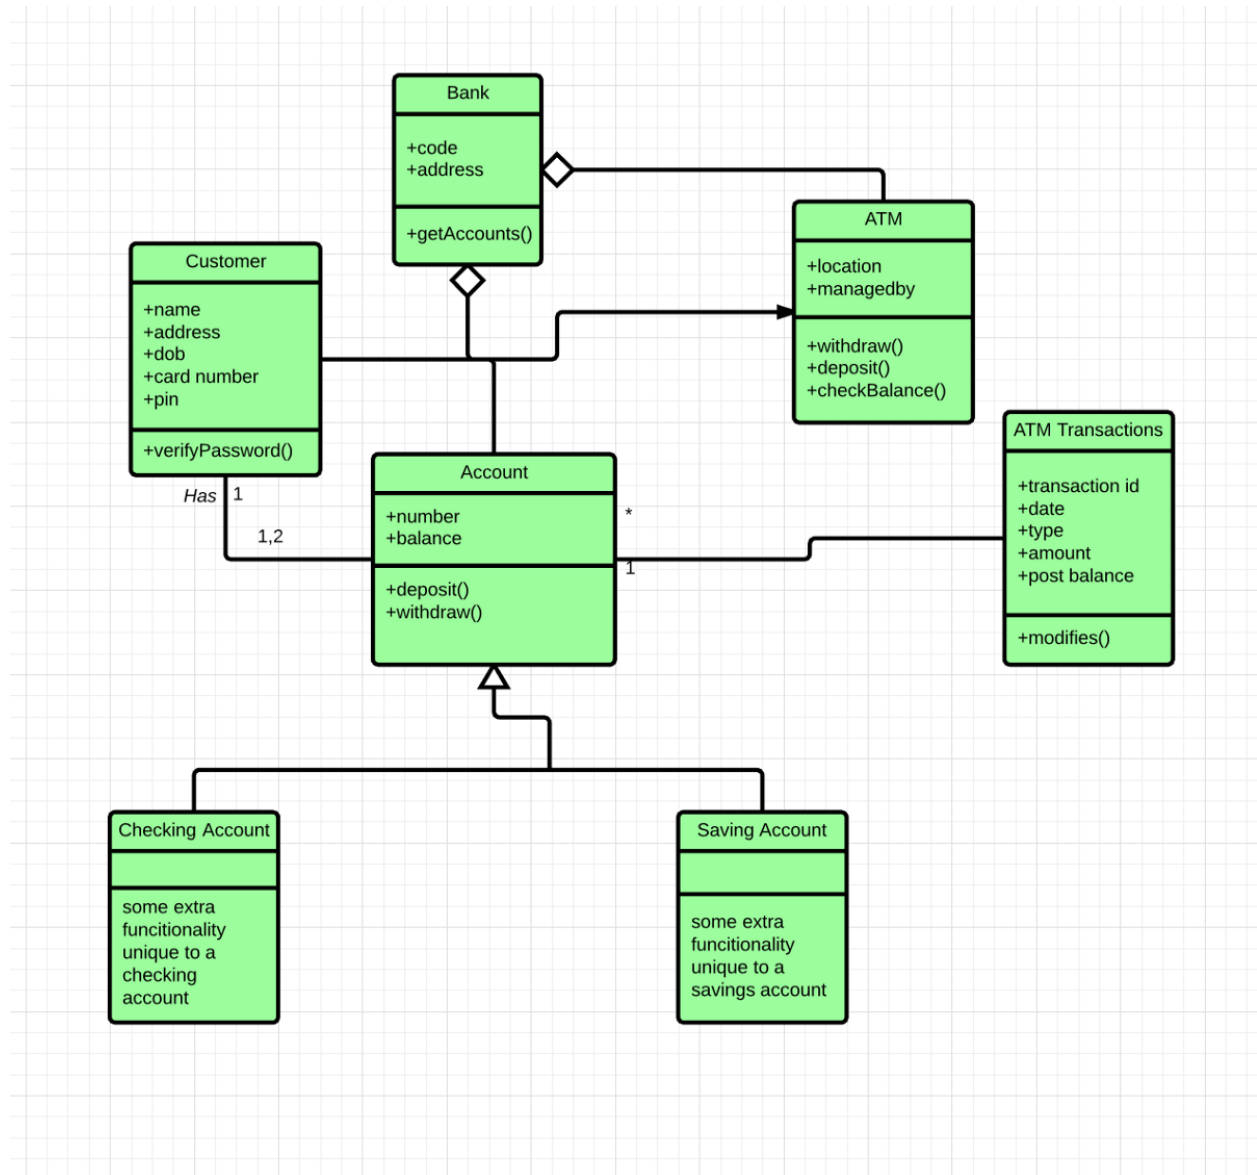 Bank
+code
+address
+getAccounts()
ATM
+location
+managedby
+withdraw()
+deposit()
+checkBalance()
Customer
+name
+address
+dob
+card number
+pin
+verifyPassword()
Has
1
1,2
Account
+number
+balance
+deposit()
+withdraw()
*
1
ATM Transactions
+transaction id
+date
+type
+amount
+post balance
+modifies()
Checking Account
some extra
funcitionality
unique to a
checking
account
Saving Account
some extra
funcitionality
unique to a
savings account